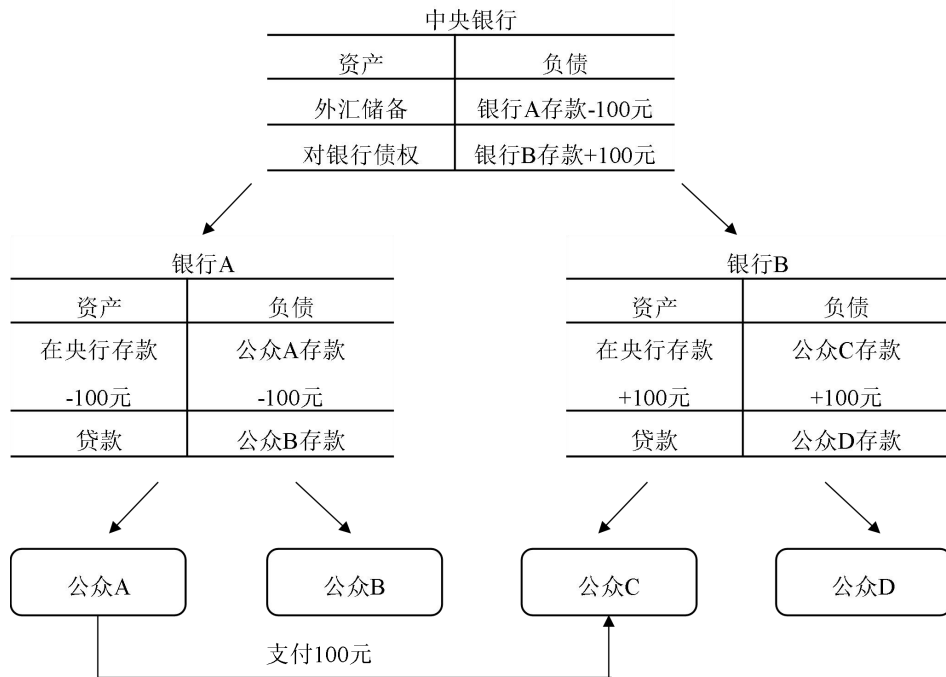 中央银行
资产 负债
外汇储备 银行A存款-100元
对银行债权 银行B存款+100元
银行A
资产 负债
在央行存款 公众A存款
-100元 -100元
贷款 公众B存款
银行B
资产 负债
在央行存款 公众C存款
+100元 +100元
贷款 公众D存款
公众A
公众B
公众C
公众D
支付100元